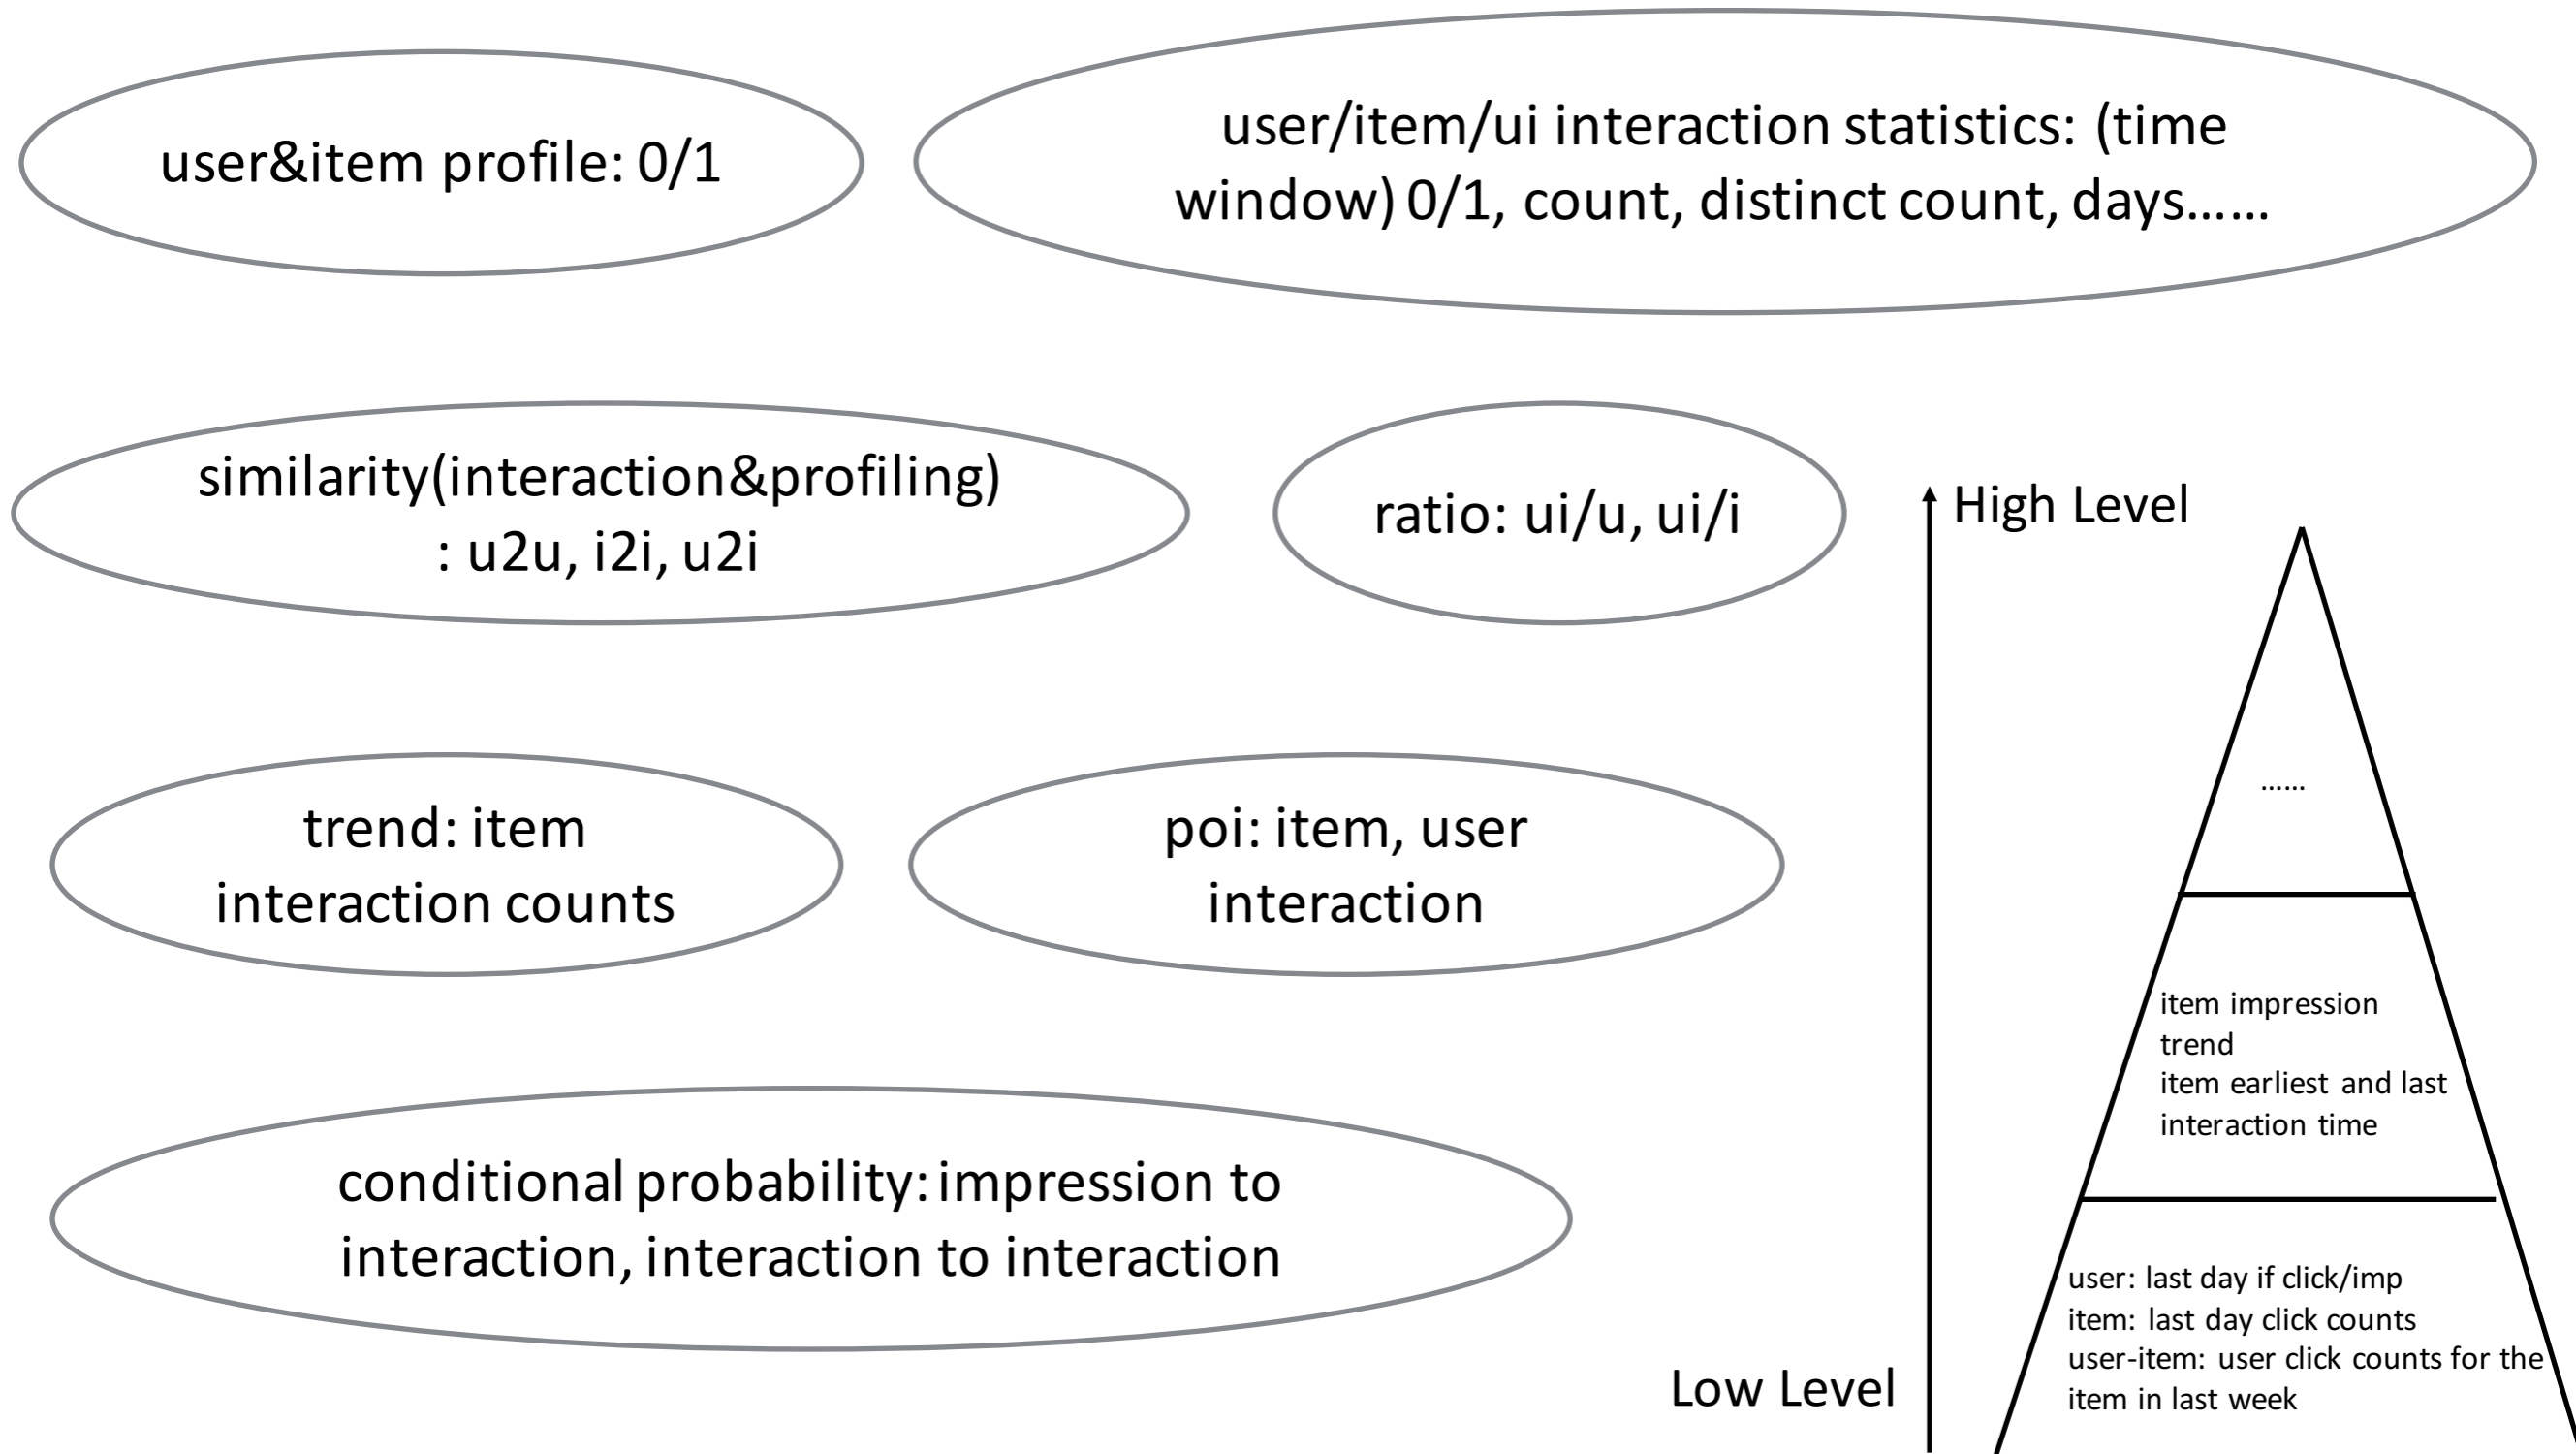 user&item profile: 0/1
user/item/ui interaction statistics: (time
window) 0/1, count, distinct count, days……
similarity(interaction&profiling)
: u2u, i2i, u2i
ratio: ui/u, ui/i
High Level
trend: item
interaction counts
poi: item, user
interaction
……
item impression
trend
item earliest and last
interaction time
conditional probability: impression to
interaction, interaction to interaction
user: last day if click/imp
item: last day click counts
user-item: user click counts for the
item in last week
Low Level